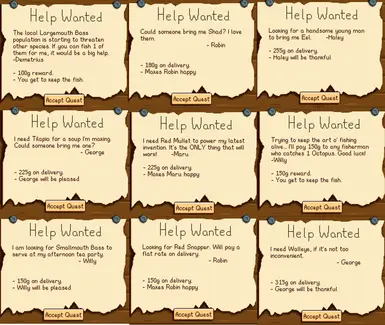 Help Wanted
The local Largemouth Bass
population is starting to threaten
other species. If you can fish 1 of
them for me, it would be a big help.
-Demetrius
- 100g reward.
- You get to keep the fish.
Accept Quest
Help Wanted
Could someone bring me Shad? I love
them.
- Robin
- 180g on delivery.
- Makes Robin happy
Accept Quest
Help Wanted
Looking for a handsome young man
to bring me Eel. -Haley
- 255g on delivery.
- Haley will be thankful
Accept Quest
Help Wanted
I need Tilapia for a soup I'm making.
Could someone bring me one?
- George
- 225g on delivery.
- George will be pleased
Accept Quest
Help Wanted
I need Red Mullet to power my latest
invention. It's the ONLY thing that will
work! -Maru
- 225g on delivery.
- Makes Maru happy
Accept Quest
Help Wanted
Trying to keep the art o' fishing
alive... I'll pay 150g to any fisherman
who catches 1 Octopus. Good luck!
-Willy
- 150g reward.
- You get to keep the fish.
Accept Quest
Help Wanted
I am looking for Smallmouth Bass to
serve at my afternoon tea party.
- Willy
- 150g on delivery.
- Willy will be pleased
Accept Quest
Help Wanted
Looking for Red Snapper. Will pay a
flat rate on delivery.
- Robin
- 150g on delivery.
- Makes Robin happy
Accept Quest
Help Wanted
I need Walleye, if it's not too
inconvenient.
- George
- 315g on delivery.
- George will be thankful
Accept Quest